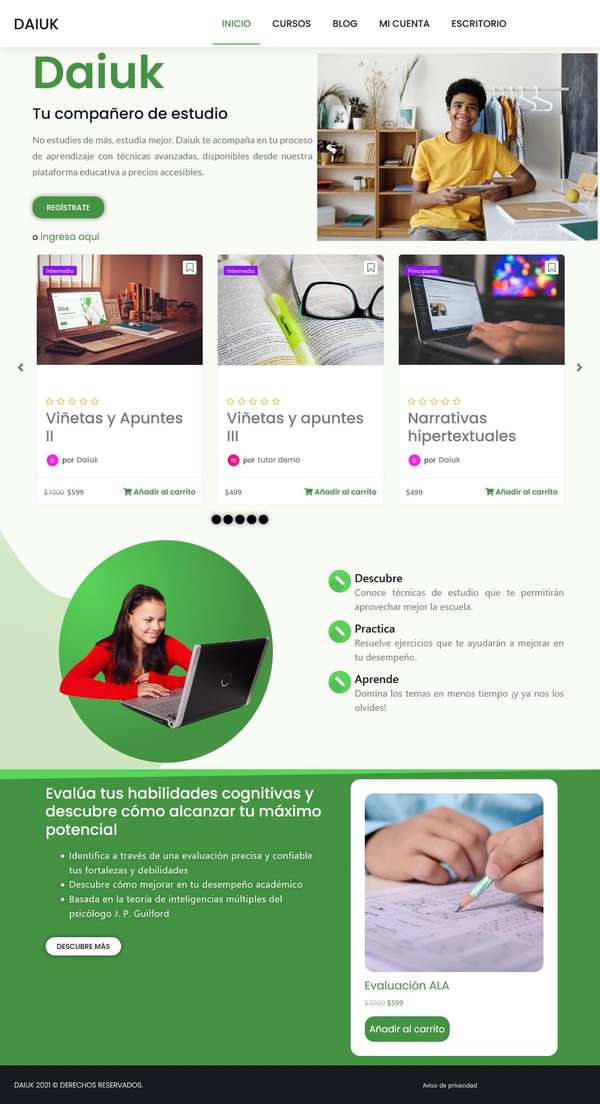 DAIUK
INICIO CURSOS BLOG MI CUENTA ESCRITORIO
Daiuk
Tu compañero de estudio
No estudies de más, estudia mejor. Daiuk te acompaña en tu proceso
de aprendizaje con técnicas avanzadas, disponibles desde nuestra
plataforma educativa a precios accesibles.
REGÍSTRATE
o ingresa aquí
Intermedio
Viñetas y Apuntes
II
D por Daiuk
$1000 $599 Añadir al carrito
Intermedio
Viñetas y apuntes
III
TD por tutor demo
$499 Añadir al carrito
Principiante
Narrativas
hipertextuales
D por Daiuk
$499 Añadir al carrito
Descubre
Conoce técnicas de estudio que te permitirán
aprovechar mejor la escuela.
Practica
Resuelve ejercicios que te ayudarán a mejorar en
tu desempeño.
Aprende
Domina los temas en menos tiempo ¡y ya nos los
olvides!
Evalúa tus habilidades cognitivas y
descubre cómo alcanzar tu máximo
potencial
Identifica a través de una evaluación precisa y confiable
tus fortalezas y debilidades
Descubre cómo mejorar en tu desempeño académico
Basada en la teoría de inteligencias múltiples del
psicólogo J. P. Guilford
DESCUBRE MÁS
Evaluación ALA
$1000 $599
Añadir al carrito
DAIUK 2021 © DERECHOS RESERVADOS.
Aviso de privacidad